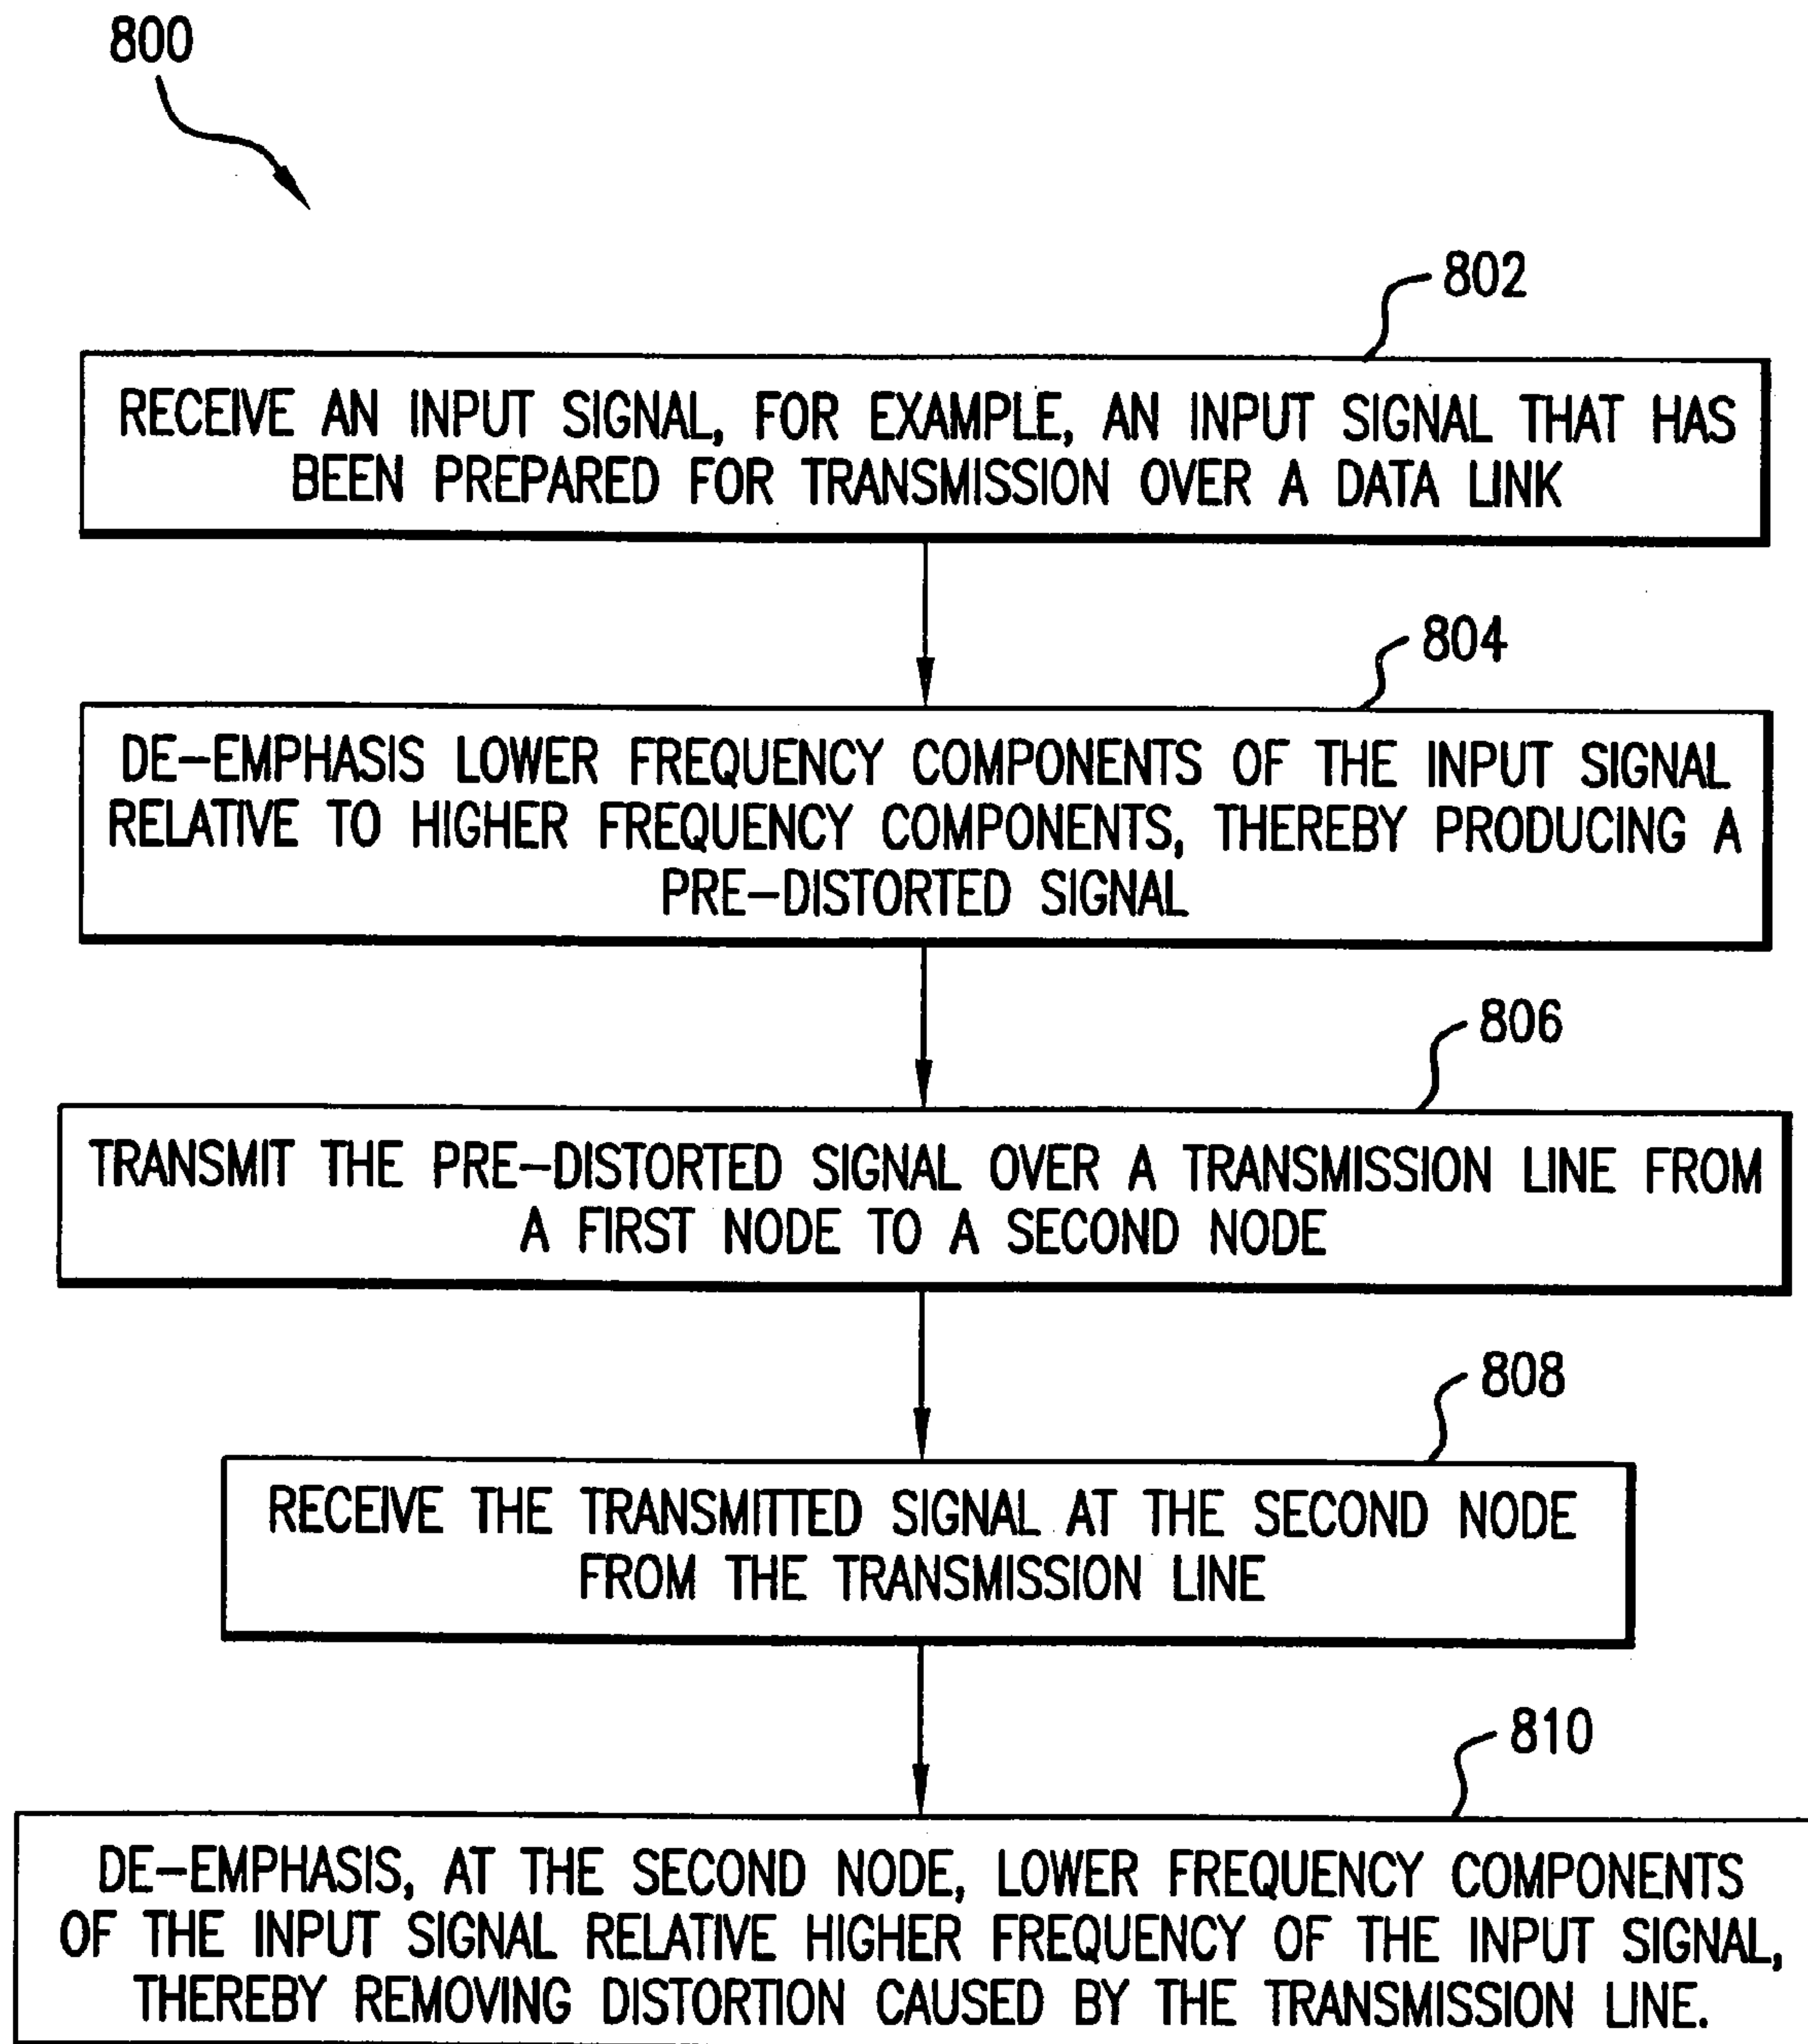 800
802
RECEIVE AN INPUT SIGNAL, FOR EXAMPLE, AN INPUT SIGNAL THAT HAS
BEEN PREPARED FOR TRANSMISSION OVER A DATA LINK
804
DE-EMPHASIS LOWER FREQUENCY COMPONENTS OF THE INPUT SIGNAL
RELATIVE TO HIGHER FREQUENCY COMPONENTS, THEREBY PRODUCING A
PRE-DISTORTED SIGNAL
806
TRANSMIT THE PRE-DISTORTED SIGNAL OVER A TRANSMISSION LINE FROM
A FIRST NODE TO A SECOND NODE
808
RECEIVE THE TRANSMITTED SIGNAL AT THE SECOND NODE
FROM THE TRANSMISSION LINE
810
DE-EMPHASIS, AT THE SECOND NODE, LOWER FREQUENCY COMPONENTS
OF THE INPUT SIGNAL RELATIVE HIGHER FREQUENCY OF THE INPUT SIGNAL,
THEREBY REMOVING DISTORTION CAUSED BY THE TRANSMISSION LINE.